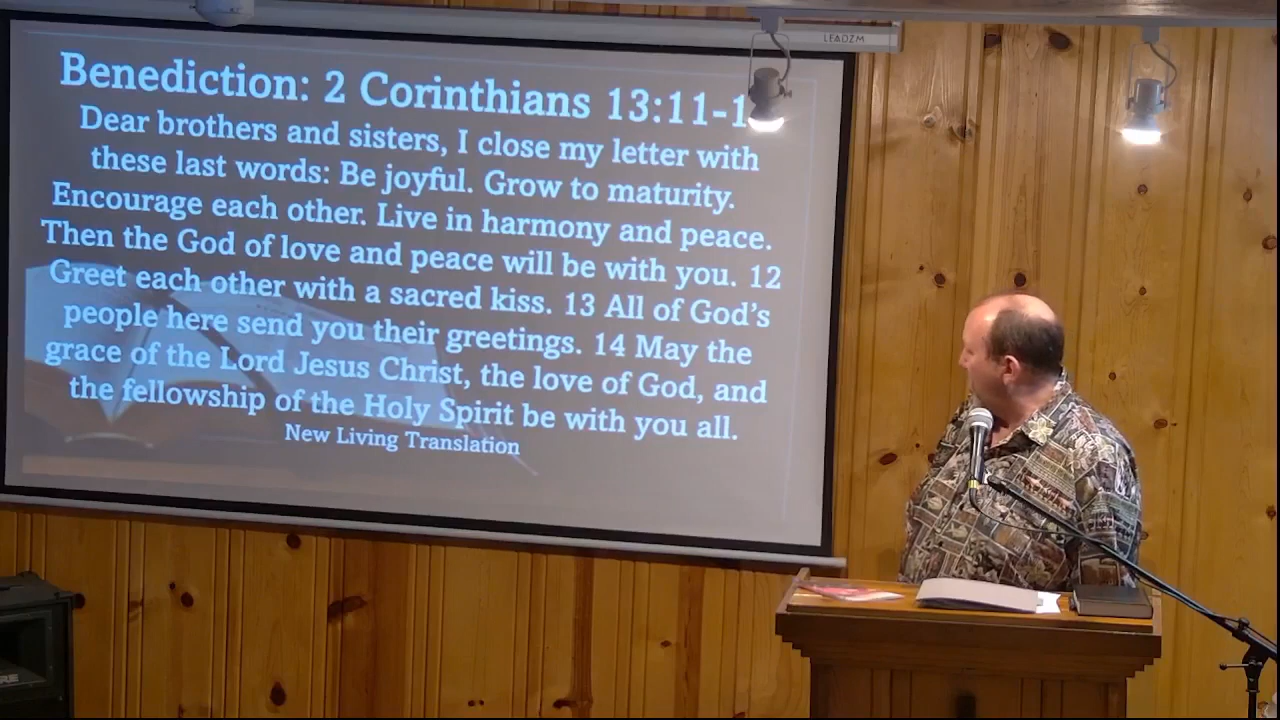 LEADZM
Benediction: 2 Corinthians 13:11-1
Dear brothers and sisters, I close my letter with
these last words: Be joyful. Grow to maturity.
Encourage each other. Live in harmony and peace.
Then the God of love and peace will be with you. 12
Greet each other with a sacred kiss. 13 All of God's
people here send you their greetings. 14 May the
grace of the Lord Jesus Christ, the love of God, and
the fellowship of the Holy Spirit be with you all.
New Living Translation